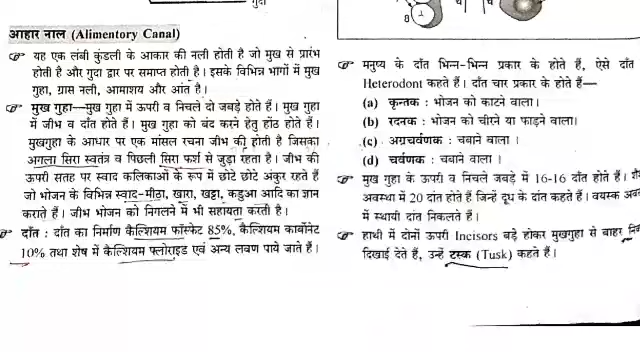 गुदा
आहार नाल (Alimentory Canal)
यह एक लंबी कुंडली के आकार की नली होती है जो मुख से प्रारंभ
होती है और गुदा द्वार पर समाप्त होती है। इसके विभिन्न भागों में मुख
गुहा, ग्रास नली, आमाशय और आंत है।
मुख गुहा—मुख गुहा में ऊपरी व निचले दो जबड़े होते हैं। मुख गुहा
में जीभ व दाँत होते हैं। मुख गुहा को बंद करने हेतु होंठ होते हैं।
मुखगुहा के आधार पर एक मांसल रचना जीभ की होती है जिसका
अगला सिरा स्वतंत्र व पिछली सिरा फर्श से जुड़ा रहता है। जीभ की
ऊपरी सतह पर स्वाद कलिकाओं के रूप में छोटे छोटे अंकुर रहते हैं
जो भोजन के विभिन्न स्वाद-मीठा, खारा, खट्टा, कडुआ आदि का ज्ञान
कराते हैं। जीभ भोजन को निगलने में भी सहायता करती है।
दाँत : दाँत का निर्माण कैल्शियम फॉस्फेट 85%, कैल्शियम कार्बोनेट
10% तथा शेष में कैल्शियम फ्लोराइड एवं अन्य लवण पाये जाते हैं।
8
मनुष्य के दाँत भिन्न-भिन्न प्रकार के होते हैं, ऐसे दाँत
Heterodont कहते हैं। दाँत चार प्रकार के होते हैं—
(a) कृन्तक : भोजन को काटने वाला।
(b) रदनक : भोजन को चीरने या फाड़ने वाला।
(c) अग्रचर्वणक : चबाने वाला ।
(d) चर्वणक : चबाने वाला ।
मुख गुहा के ऊपरी व निचले जबड़े में 16-16 दाँत होते हैं।
अवस्था में 20 दांत होते हैं जिन्हें दूध के दांत कहते हैं। वयस्क
में स्थायी दांत निकलते हैं।
हाथी में दोनों ऊपरी Incisors बड़े होकर मुखगुहा से बाहर
दिखाई देते हैं, उन्हें टस्क (Tusk) कहते हैं।